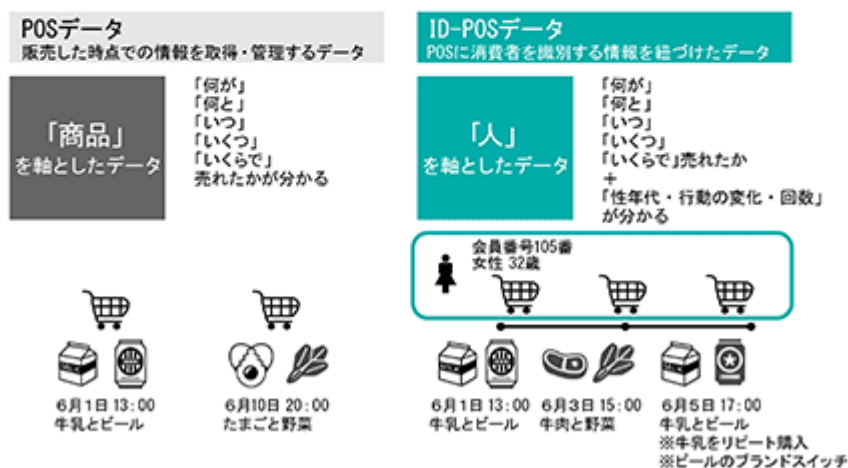 POSデータ
販売した時点での情報を取得・管理するデータ
「商品」
を軸としたデータ
「何が」
「何と」
「いつ」
「いくつ」
「いくらで」
売れたかが分かる
6月1日 13:00
牛乳とビール
6月10日 20:00
たまごと野菜
ID-POSデータ
POSに消費者を識別する情報を紐づけたデータ
「人」
を軸としたデータ
「何が」
「何と」
「いつ」
「いくつ」
「いくらで」売れたか
+
「性年代・行動の変化・回数」
が分かる
会員番号105番
女性 32歳
6月1日 13:00
牛乳とビール
6月3日 15:00
牛肉と野菜
6月5日 17:00
牛乳とビール
※牛乳をリピート購入
※ビールのブランドスイッチ